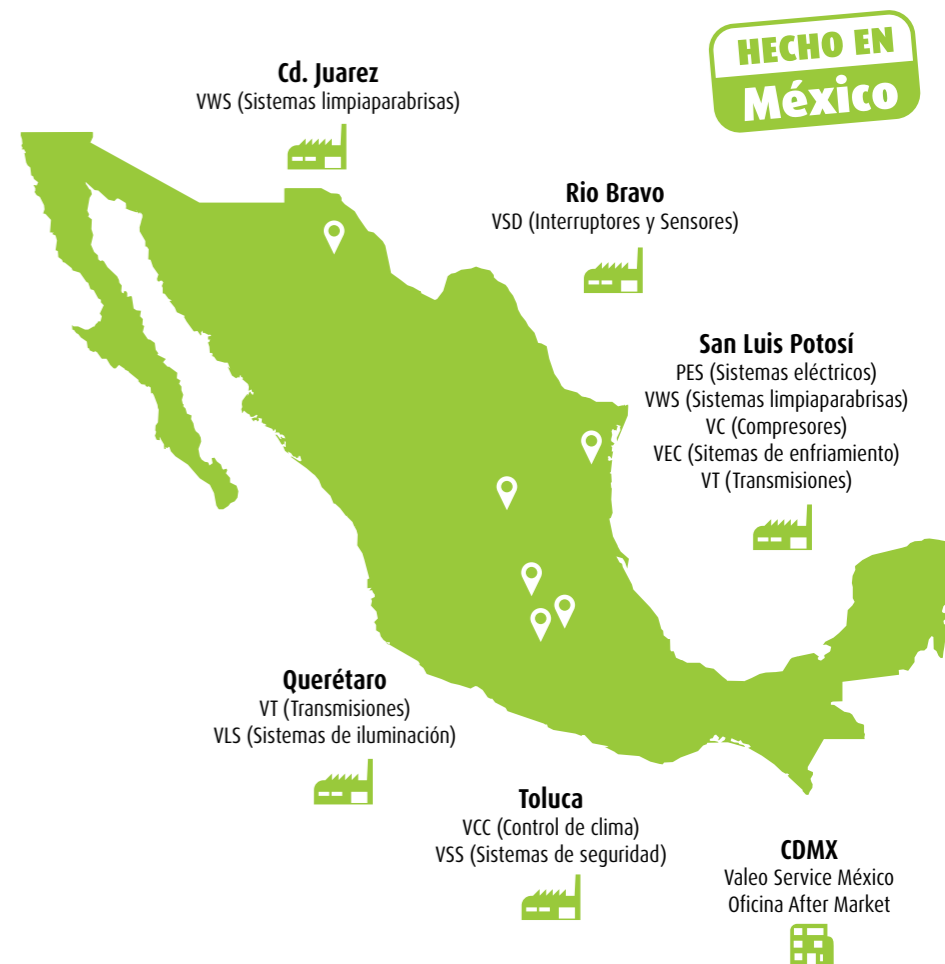 HECHO EN
México
Cd. Juarez
VWS (Sistemas limpiaparabrisas)
Rio Bravo
VSD (Interruptores y Sensores)
San Luis Potosí
PES (Sistemas eléctricos)
VWS (Sistemas limpiaparabrisas)
VC (Compresores)
VEC (Sitemas de enfriamiento)
VT (Transmisiones)
Querétaro
VT (Transmisiones)
VLS (Sistemas de iluminación)
Toluca
VCC (Control de clima)
VSS (Sistemas de seguridad)
CDMX
Valeo Service México
Oficina After Market